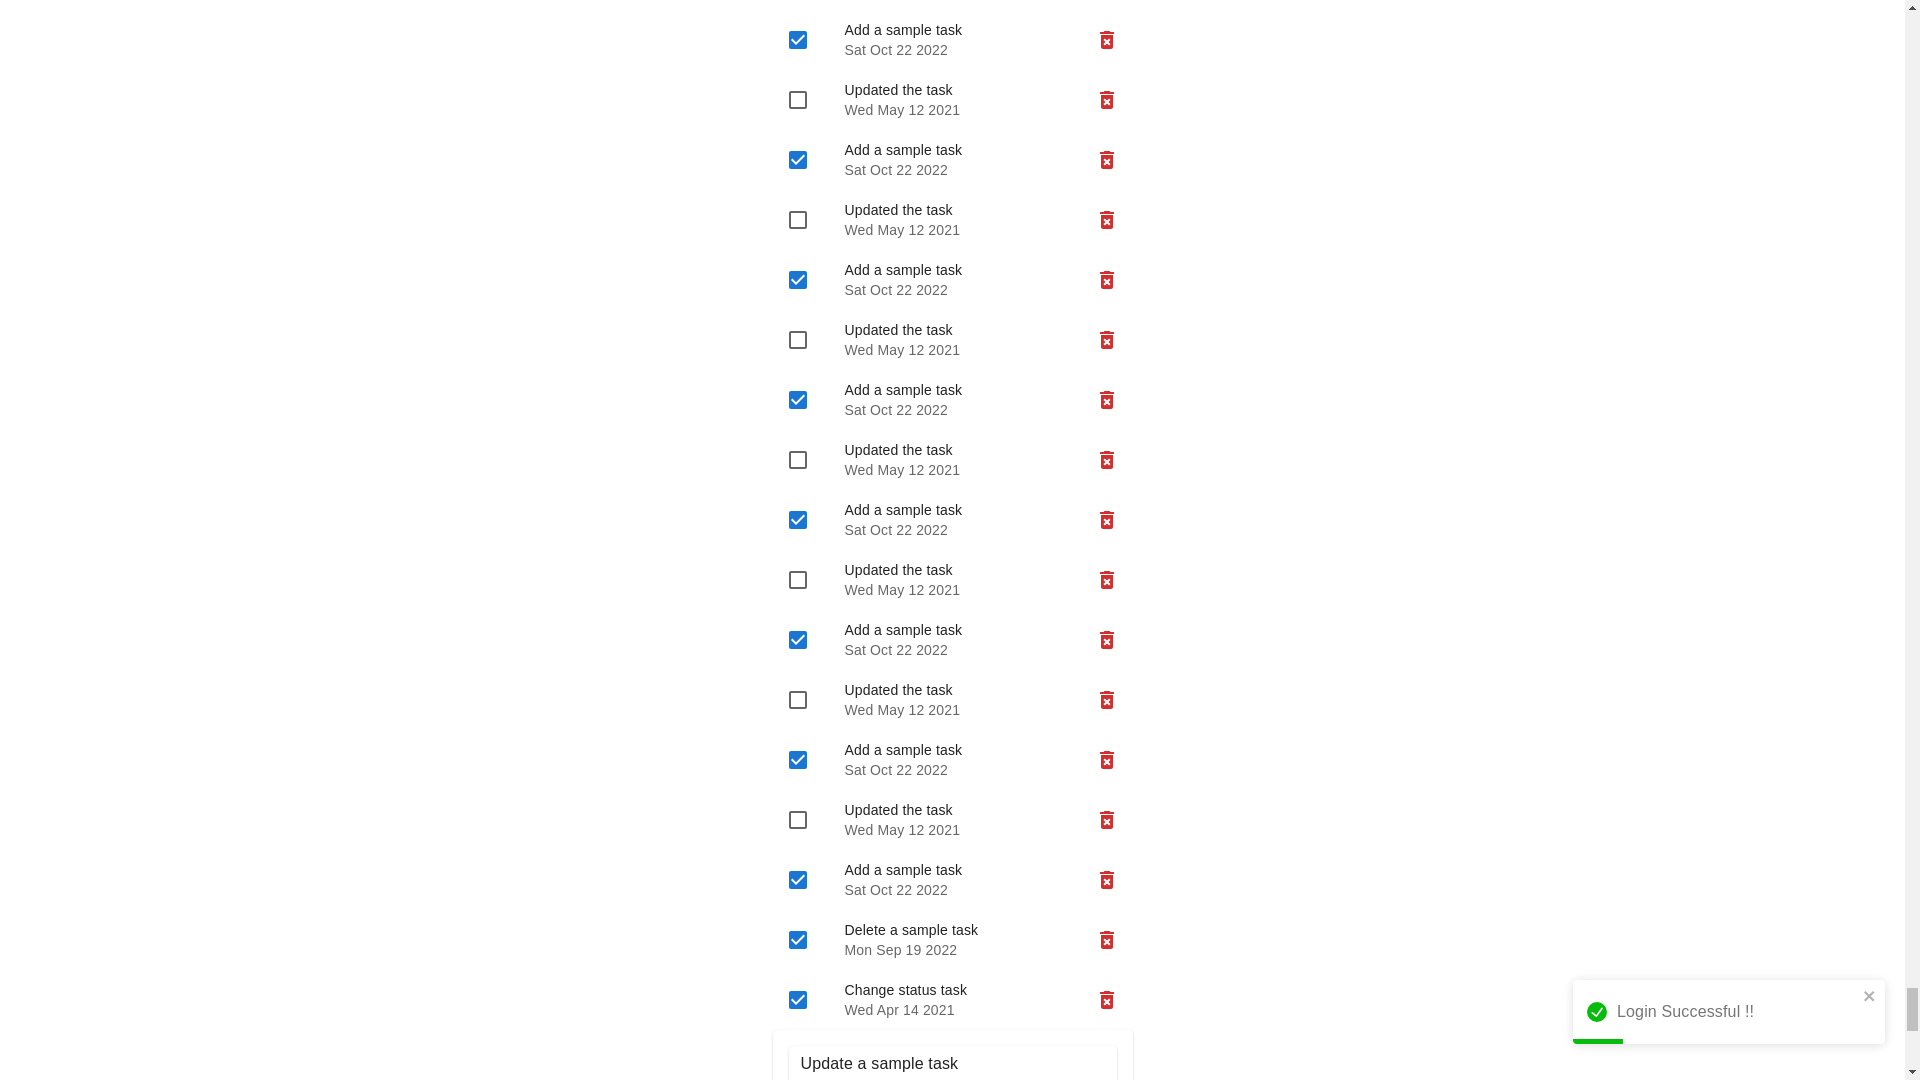 Add a sample task
Sat Oct 22 2022
Updated the task
Wed May 12 2021
Add a sample task
Sat Oct 22 2022
Updated the task
Wed May 12 2021
Add a sample task
Sat Oct 22 2022
Updated the task
Wed May 12 2021
Add a sample task
Sat Oct 22 2022
Updated the task
Wed May 12 2021
Add a sample task
Sat Oct 22 2022
Updated the task
Wed May 12 2021
Add a sample task
Sat Oct 22 2022
Updated the task
Wed May 12 2021
Add a sample task
Sat Oct 22 2022
Updated the task
Wed May 12 2021
Add a sample task
Sat Oct 22 2022
Delete a sample task
Mon Sep 19 2022
Change status task
Wed Apr 14 2021
Login Successful !!
Update a sample task